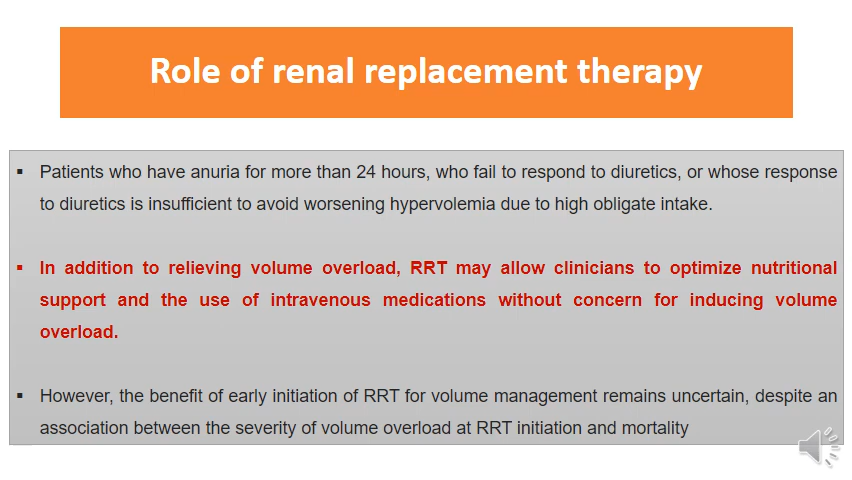 Role of renal replacement therapy
▪ Patients who have anuria for more than 24 hours, who fail to respond to diuretics, or whose response
to diuretics is insufficient to avoid worsening hypervolemia due to high obligate intake.
▪ In addition to relieving volume overload, RRT may allow clinicians to optimize nutritional
support and the use of intravenous medications without concern for inducing volume
overload.
▪ However, the benefit of early initiation of RRT for volume management remains uncertain, despite an
association between the severity of volume overload at RRT initiation and mortality